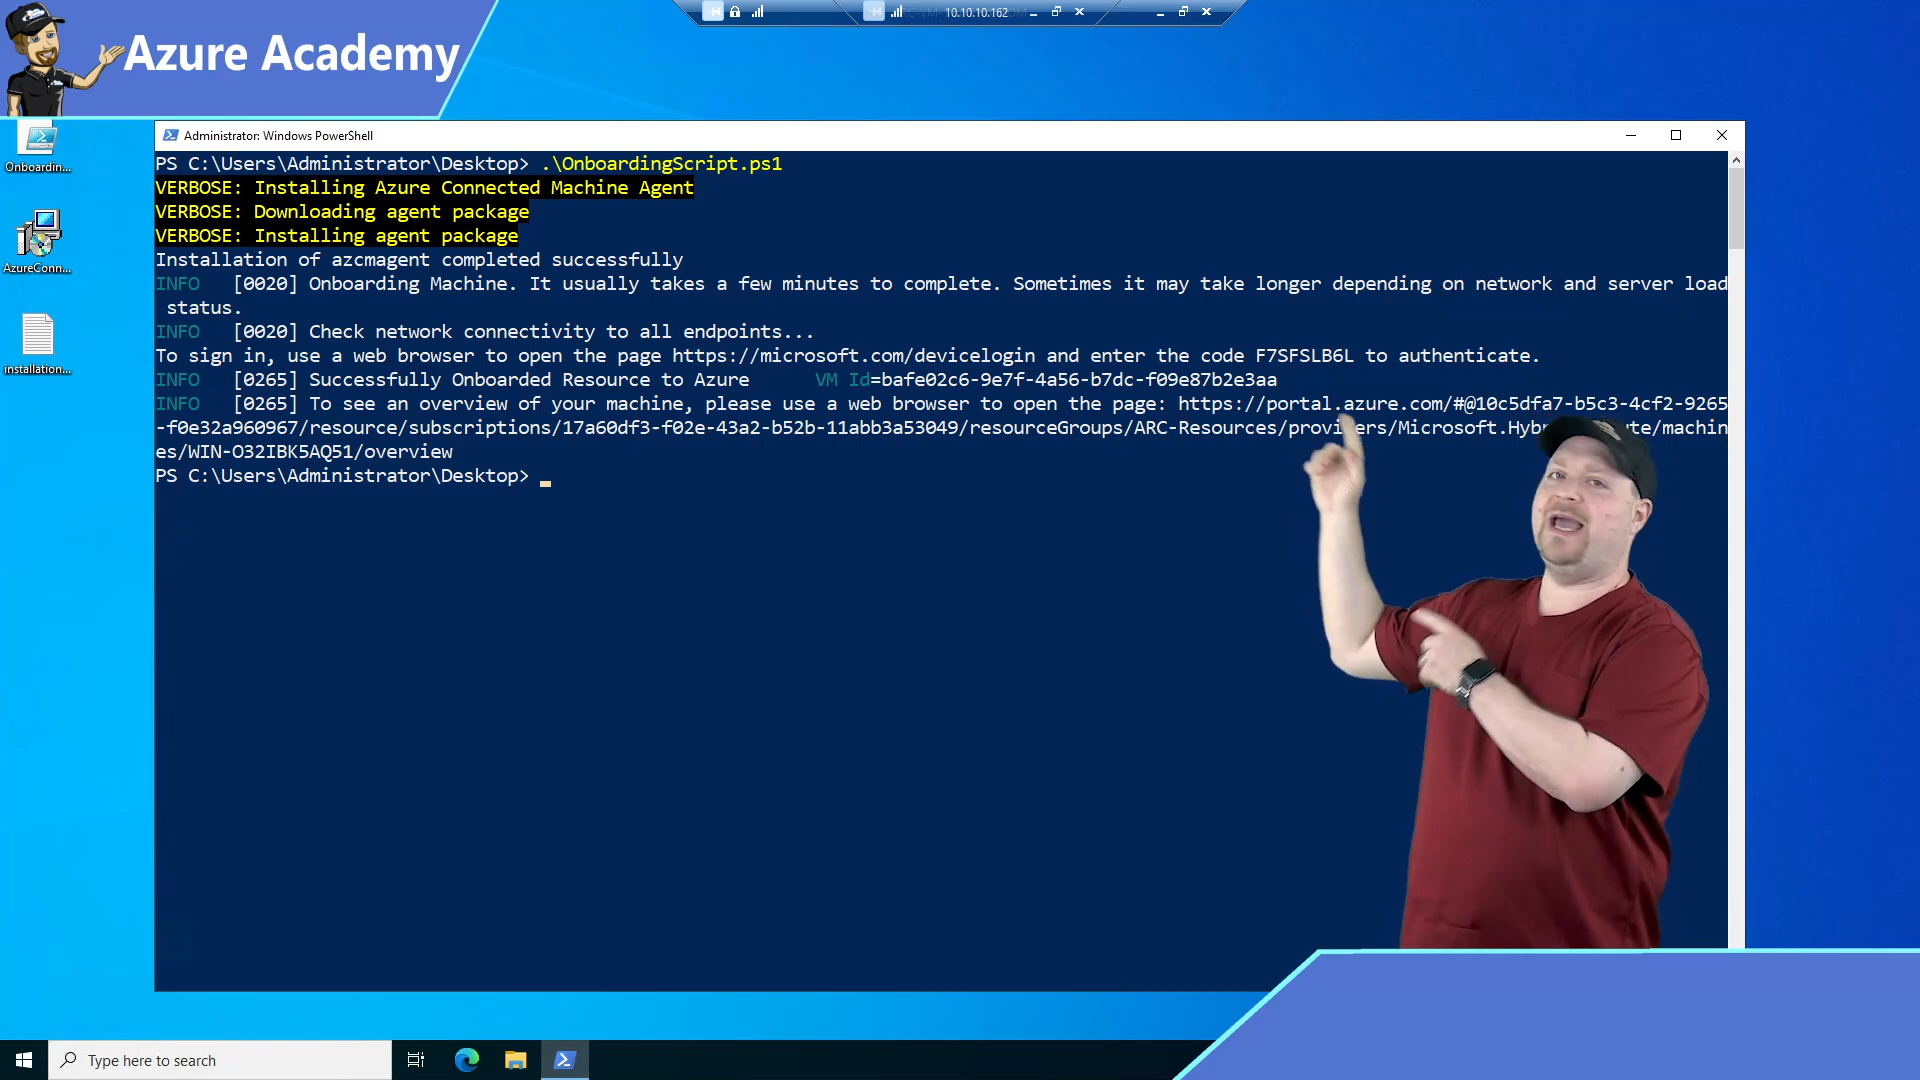 10.10.10.162
Azure Academy
Onboardin...
AzureConn...
installation...
Administrator: Windows PowerShell
PS C:\Users\Administrator\Desktop> .\OnboardingScript.ps1
VERBOSE: Installing Azure Connected Machine Agent
VERBOSE: Downloading agent package
VERBOSE: Installing agent package
Installation of azcmagent completed successfully
INFO [0020] Onboarding Machine. It usually takes a few minutes to complete. Sometimes it may take longer depending on network and server load
status.
INFO [0020] Check network connectivity to all endpoints...
To sign in, use a web browser to open the page https://microsoft.com/devicelogin and enter the code F7SFSLB6L to authenticate.
INFO [0265] Successfully Onboarded Resource to Azure VM Id=bafe02c6-9e7f-4a56-b7dc-f09e87b2e3aa
INFO [0265] To see an overview of your machine, please use a web browser to open the page: https://portal.azure.com/#@10c5dfa7-b5c3-4cf2-9265
-f0e32a960967/resource/subscriptions/17a60df3-f02e-43a2-b52b-11abb3a53049/resourceGroups/ARC-Resources/providers/Microsoft.Hyb ute/machin
es/WIN-O32IBK5AQ51/overview
PS C:\Users\Administrator\Desktop>
Type here to search